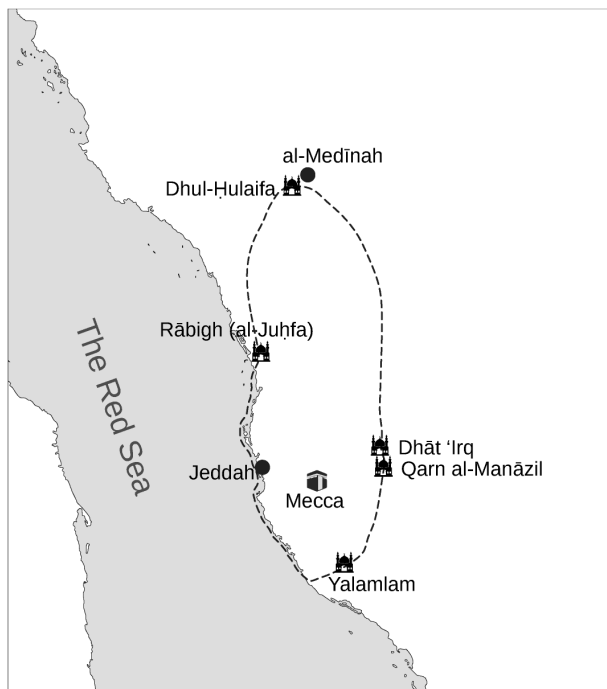 al-Medīnah
Dhul-Ḥulaifa
Rābigh (al-Juḥfa)
The Red Sea
Dhāt ‘Irq
Qarn al-Manāzil
Jeddah
Mecca
Yalamlam